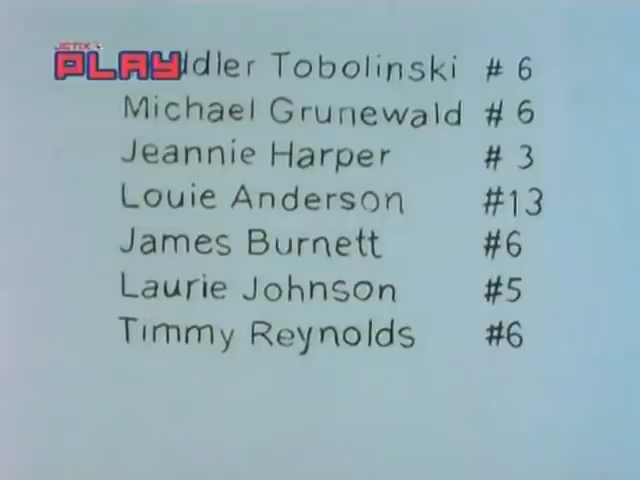 JETIX
PLAY
Tobolinski # 6
Michael Grunewald # 6
Jeannie Harper # 3
Louie Anderson #13
James Burnett #6
Laurie Johnson #5
Timmy Reynolds #6